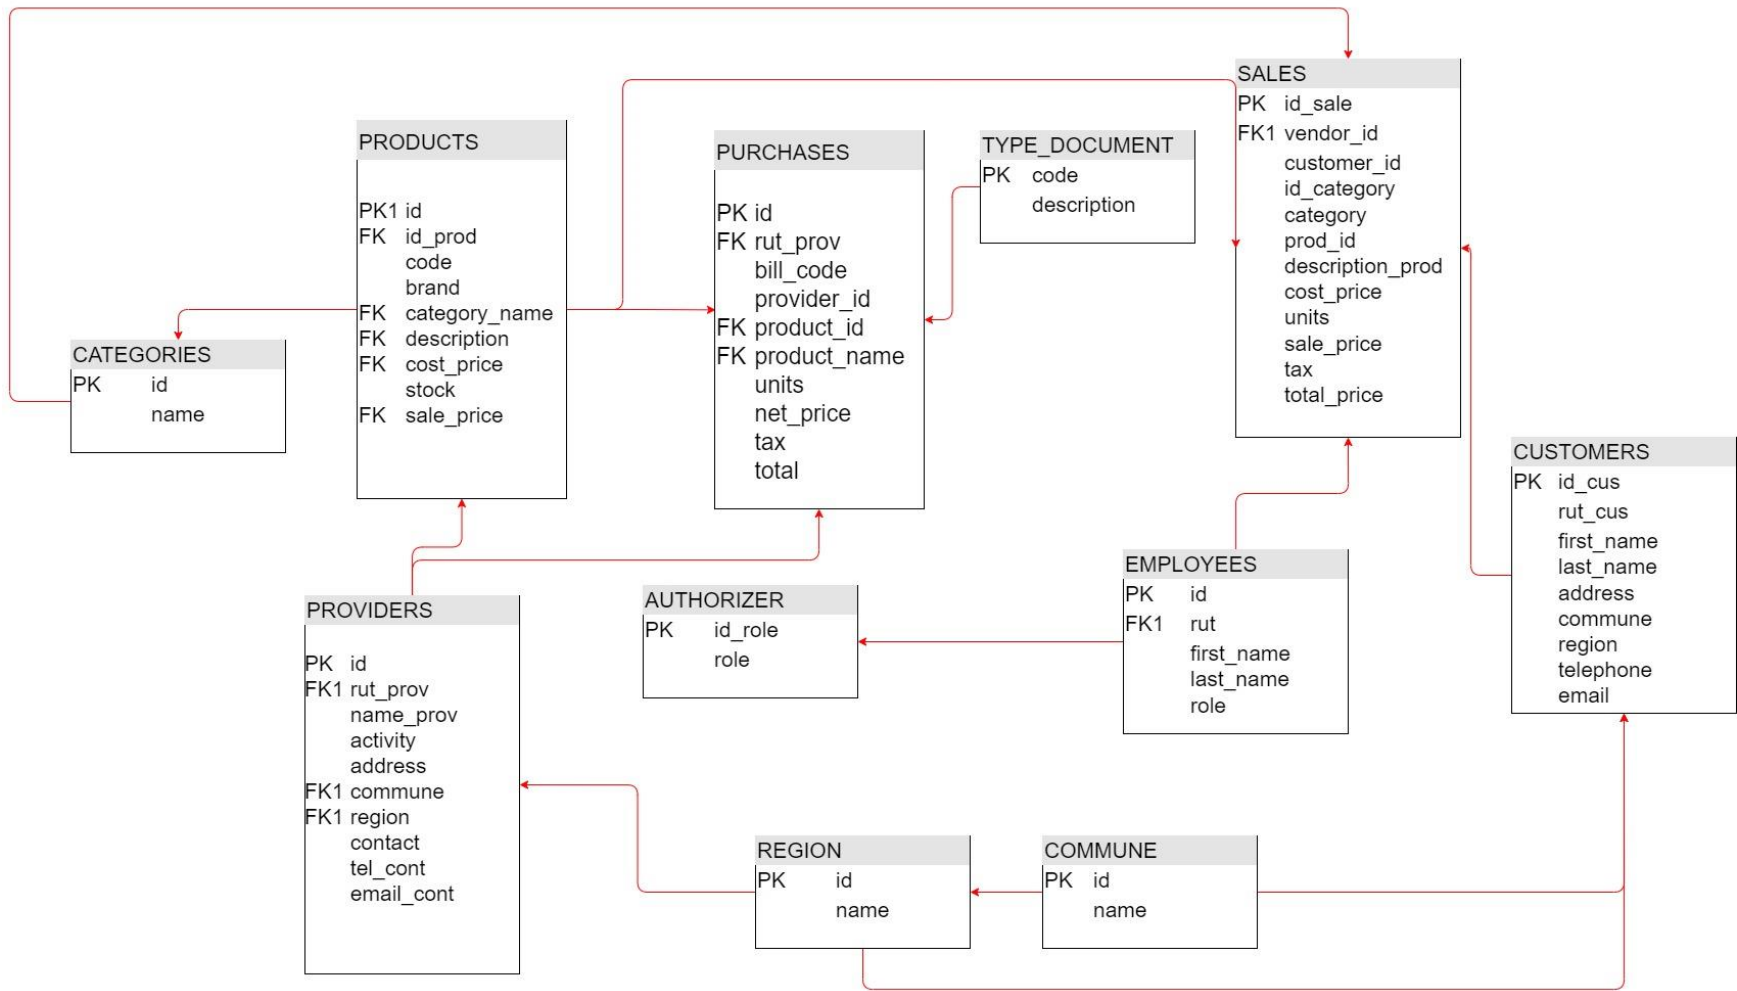 SALES
PK id_sale
FK1 vendor_id
customer_id
id_category
category
prod_id
description_prod
cost_price
units
sale_price
tax
total_price
PRODUCTS
PK1 id
FK id_prod
code
brand
FK category_name
FK description
FK cost_price
stock
FK sale_price
PURCHASES
PK id
FK rut_prov
bill_code
provider_id
FK product_id
FK product_name
units
net_price
tax
total
TYPE_DOCUMENT
PK code
description
CATEGORIES
PK id
name
CUSTOMERS
PK id_cus
rut_cus
first_name
last_name
address
commune
region
telephone
email
EMPLOYEES
PK id
FK1 rut
first_name
last_name
role
AUTHORIZER
PK id_role
role
PROVIDERS
PK id
FK1 rut_prov
name_prov
activity
address
FK1 commune
FK1 region
contact
tel_cont
email_cont
REGION
PK id
name
COMMUNE
PK id
name